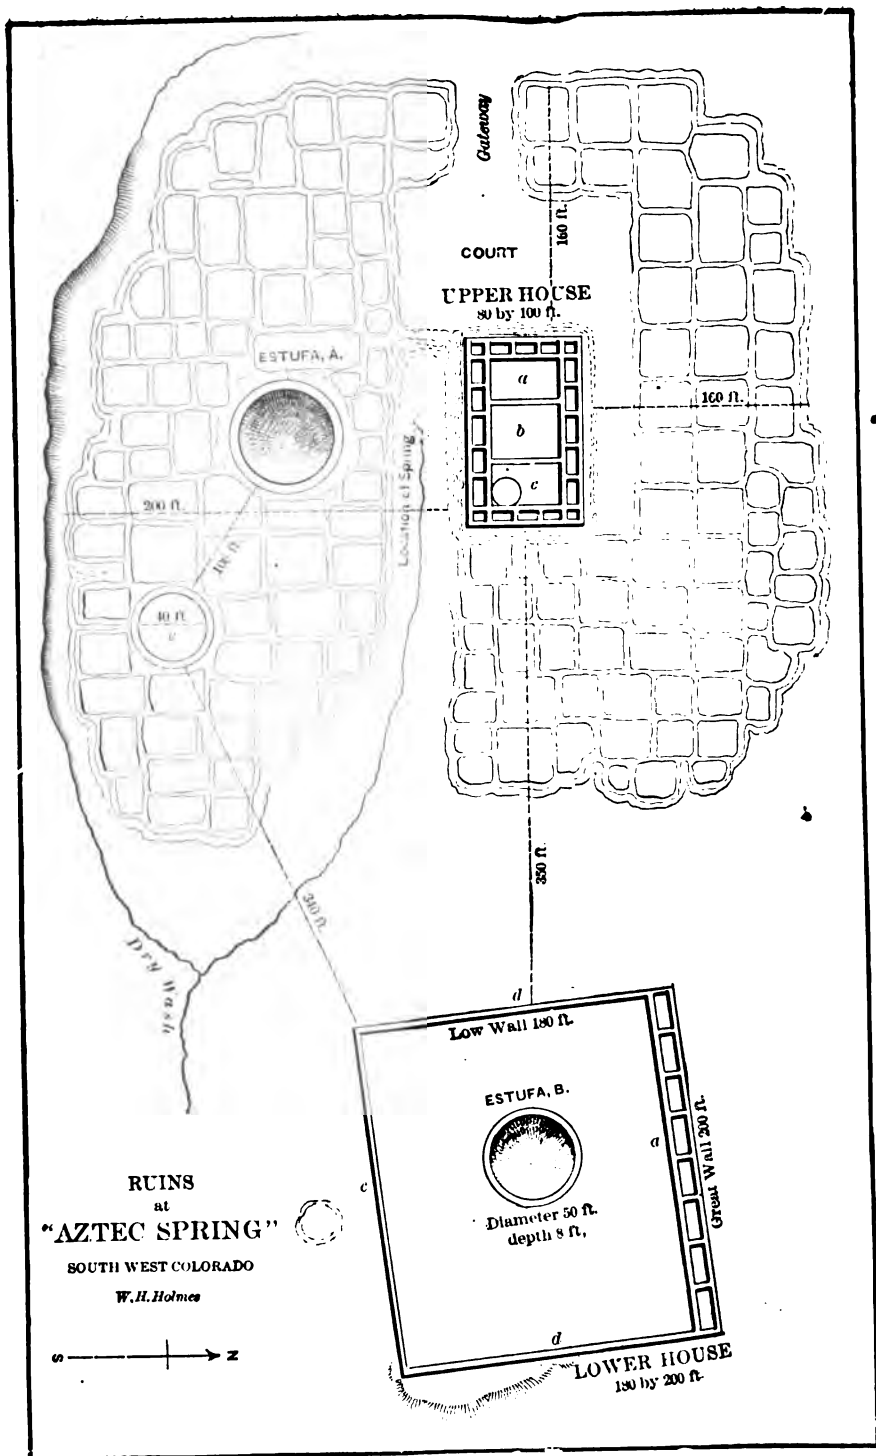 Gateway
160 ft.
COURT
UPPER HOUSE
80 by 100 ft.
ESTUFA, A.
a
160 ft.
b
Location of Spring
c
200 ft.
100 ft.
40 ft
c
350 ft.
340 ft.
Dry Wash
d
Low Wall 180 ft.
ESTUFA, B.
a
Great Wall 200 ft.
c
Diameter 50 ft.
depth 8 ft,
RUINS
at
"AZTEC SPRING"
SOUTH WEST COLORADO
W.H.Holmes
S
N
d
LOWER HOUSE
180 by 200 ft.